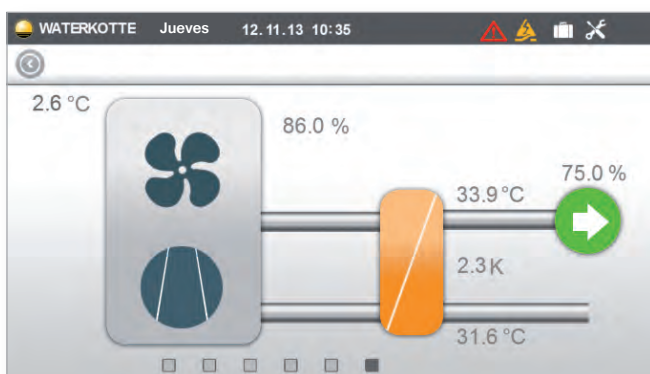 WATERKOTTE Jueves 12.11.13 10:35
2.6 °C
86.0 %
75.0 %
33.9 °C
2.3 K
31.6 °C